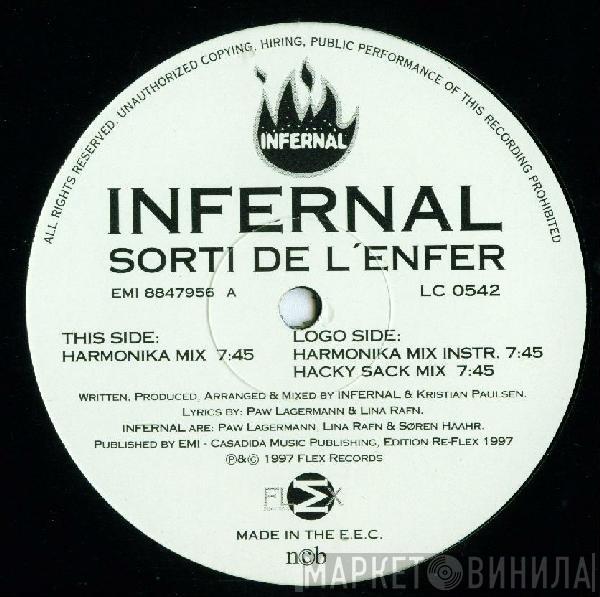 ALL RIGHTS RESERVED. UNAUTHORIZED COPYING, HIRING, PUBLIC PERFORMANCE OF THIS RECORDING PROHIBITED
INFERNAL
INFERNAL
SORTI DE L´ENFER
EMI 8847956 A LC 0542
THIS SIDE: LOGO SIDE:
HARMONIKA MIX 7:45 HARMONIKA MIX INSTR. 7:45
HACKY SACK MIX 7:45
WRITTEN, PRODUCED, ARRANGED & MIXED BY INFERNAL & KRISTIAN PAULSEN.
LYRICS BY: PAW LAGERMANN & LINA RAFN.
INFERNAL ARE: PAW LAGERMANN, LINA RAFN & SØREN HAAHR.
PUBLISHED BY EMI - CASADIDA MUSIC PUBLISHING, EDITION RE-FLEX 1997
℗&© 1997 FLEX RECORDS
FLEX
MADE IN THE E.E.C.
n©b
МАРКЕТ ВИНИЛА